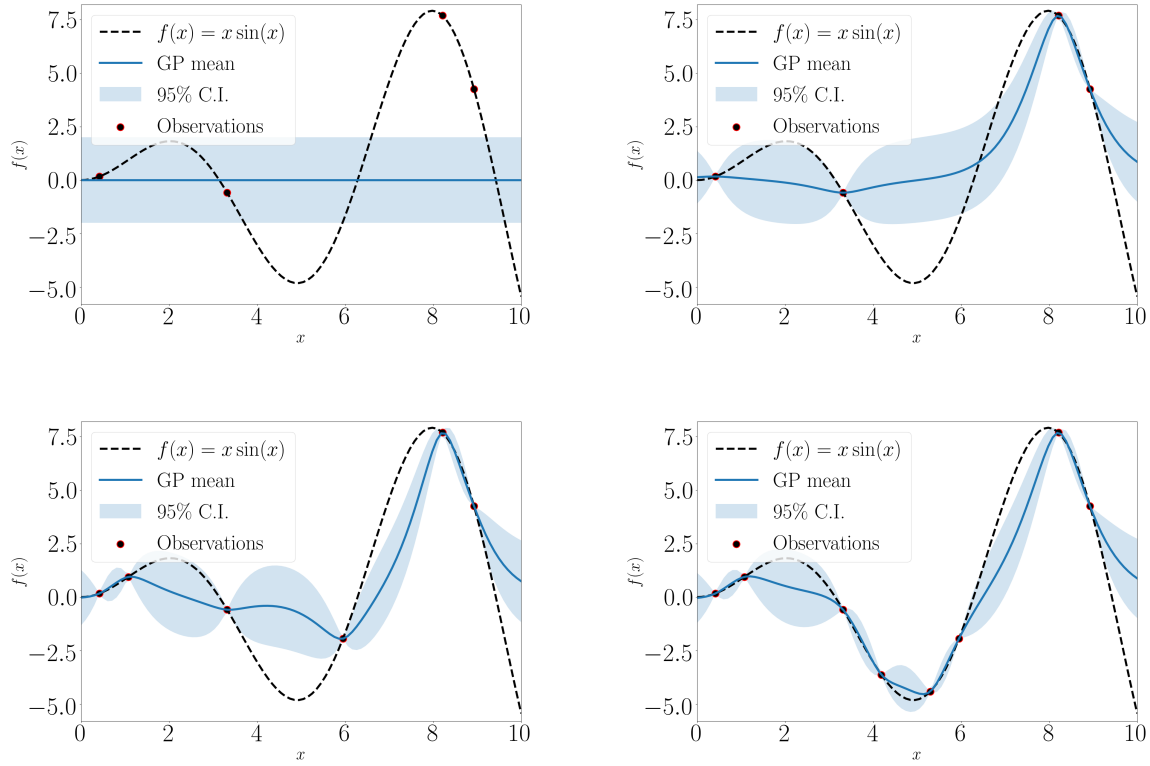 7.5
5.0
2.5
0.0
−2.5
−5.0
f(x)
f(x) = x sin(x)
GP mean
95% C.I.
Observations
0 2 4 6 8 10
x
7.5
5.0
2.5
0.0
−2.5
−5.0
f(x)
f(x) = x sin(x)
GP mean
95% C.I.
Observations
0 2 4 6 8 10
x
7.5
5.0
2.5
0.0
−2.5
−5.0
f(x)
f(x) = x sin(x)
GP mean
95% C.I.
Observations
0 2 4 6 8 10
x
7.5
5.0
2.5
0.0
−2.5
−5.0
f(x)
f(x) = x sin(x)
GP mean
95% C.I.
Observations
0 2 4 6 8 10
x